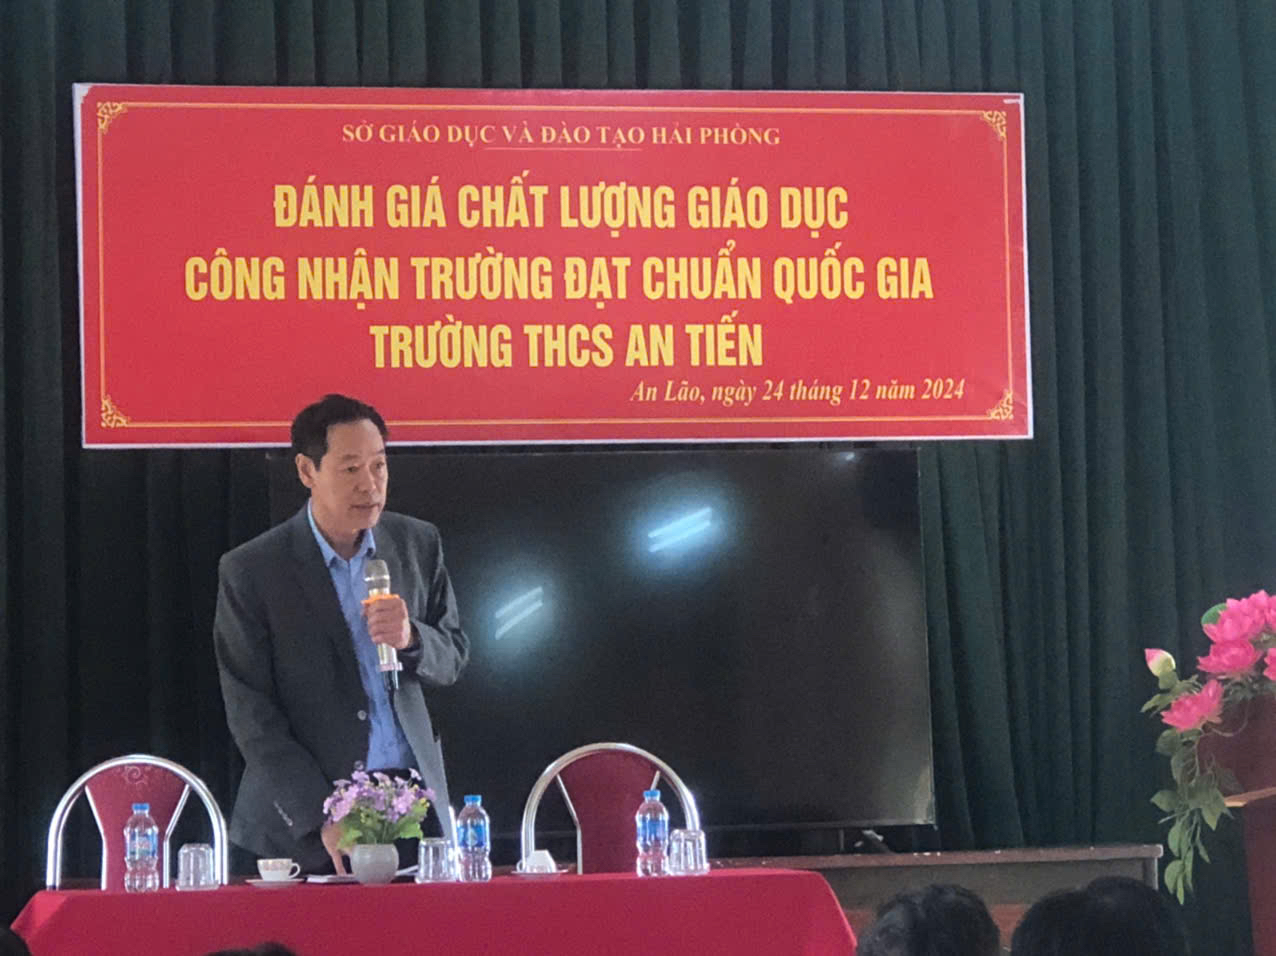 SỞ GIÁO DỤC VÀ ĐÀO TẠO HẢI PHÒNG
ĐÁNH GIÁ CHẤT LƯỢNG GIÁO DỤC
CÔNG NHẬN TRƯỜNG ĐẠT CHUẨN QUỐC GIA
TRƯỜNG THCS AN TIẾN
An Lão, ngày 24 tháng 12 năm 2024